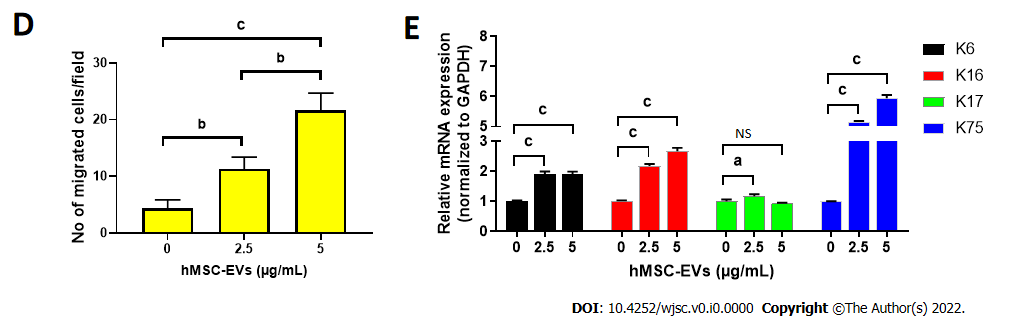 D
No of migrated cells/field
30
20
10
0
c
b
b
0 2.5 5
hMSC-EVs (µg/mL)
E
Relative mRNA expression
(normalized to GAPDH)
8
7
6
5
3
2
1
0
c
c
c
c
NS
a
c
c
0 2.5 5 0 2.5 5 0 2.5 5 0 2.5 5
hMSC-EVs (µg/mL)
K6
K16
K17
K75
DOI: 10.4252/wjsc.v0.i0.0000 Copyright ©The Author(s) 2022.